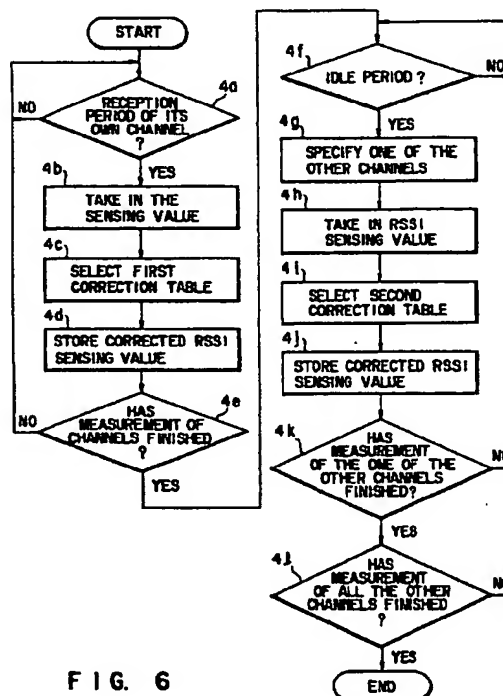 START
4a
RECEPTION
PERIOD OF ITS
OWN CHANNEL
?
NO
YES
4b
TAKE IN THE
SENSING VALUE
4c
SELECT FIRST
CORRECTION TABLE
4d
STORE CORRECTED RSSI
SENSING VALUE
4e
HAS
MEASUREMENT OF
CHANNELS FINISHED
?
NO
YES
4f
IDLE PERIOD ?
NO
YES
4g
SPECIFY ONE OF THE
OTHER CHANNELS
4h
TAKE IN RSSI
SENSING VALUE
4i
SELECT SECOND
CORRECTION TABLE
4j
STORE CORRECTED RSSI
SENSING VALUE
4k
HAS
MEASUREMENT
OF THE ONE OF THE
OTHER CHANNELS
FINISHED?
NO
YES
4l
HAS
MEASUREMENT
OF ALL THE OTHER
CHANNELS FINISHED
?
NO
YES
END
FIG. 6